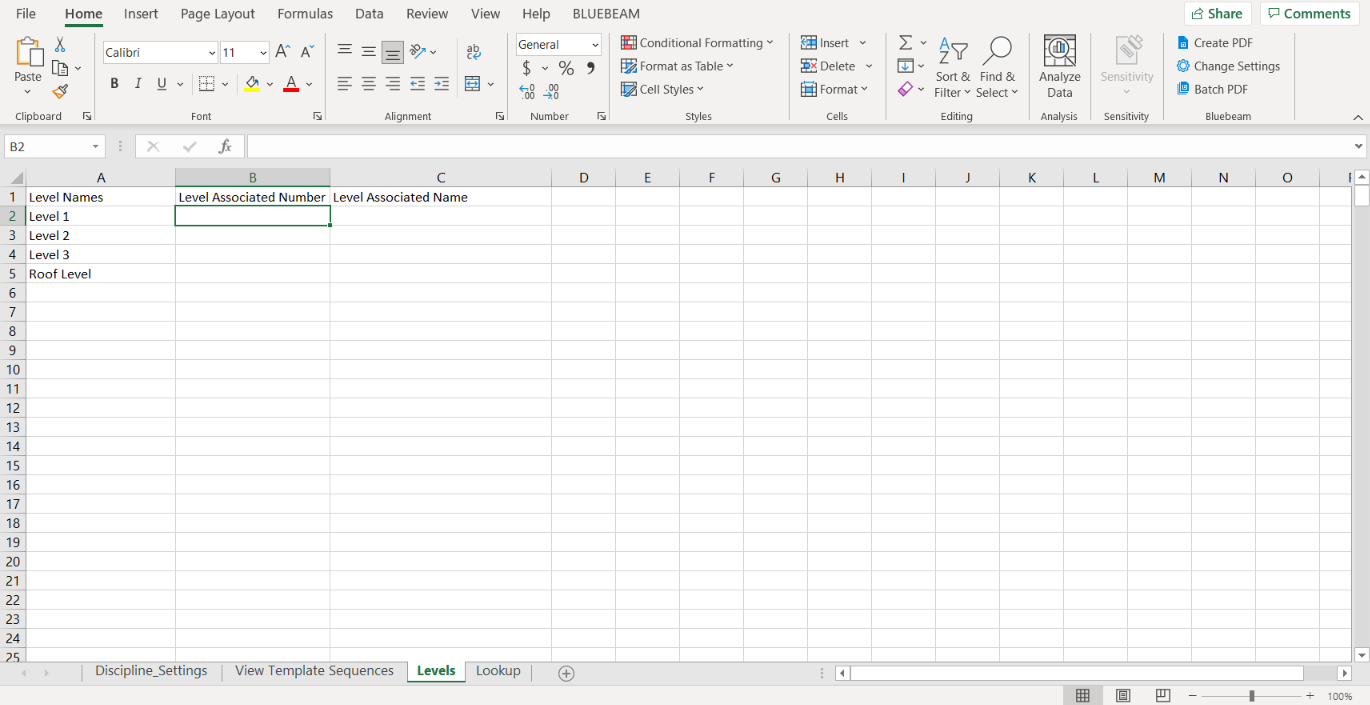 File Home Insert Page Layout Formulas Data Review View Help BLUEBEAM Share Comments
Paste
Clipboard
Calibri 11
B I U A
Font
ab
Alignment
General
$ % 9
.00 .00
Number
Conditional Formatting
Format as Table
Cell Styles
Styles
Insert
Delete
Format
Cells
Sort & Filter
Find & Select
Editing
Analyze Data
Analysis
Sensitivity
Sensitivity
Create PDF
Change Settings
Batch PDF
Bluebeam
B2 fx
A B C D E F G H I J K L M N O
1 Level Names Level Associated Number Level Associated Name
2 Level 1
3 Level 2
4 Level 3
5 Roof Level
6
7
8
9
10
11
12
13
14
15
16
17
18
19
20
21
22
23
24
25
Discipline_Settings View Template Sequences Levels Lookup
100%